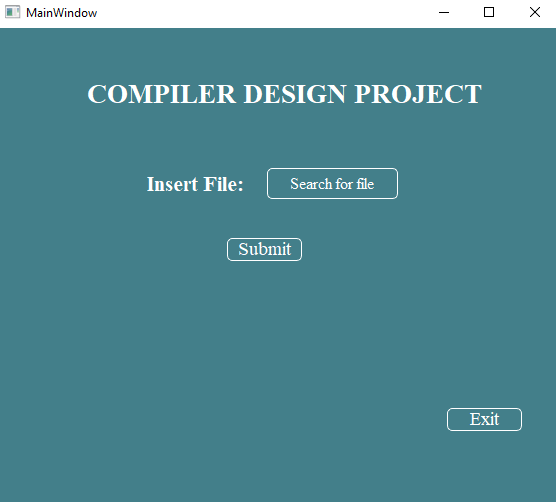 MainWindow
COMPILER DESIGN PROJECT
Insert File: Search for file
Submit
Exit